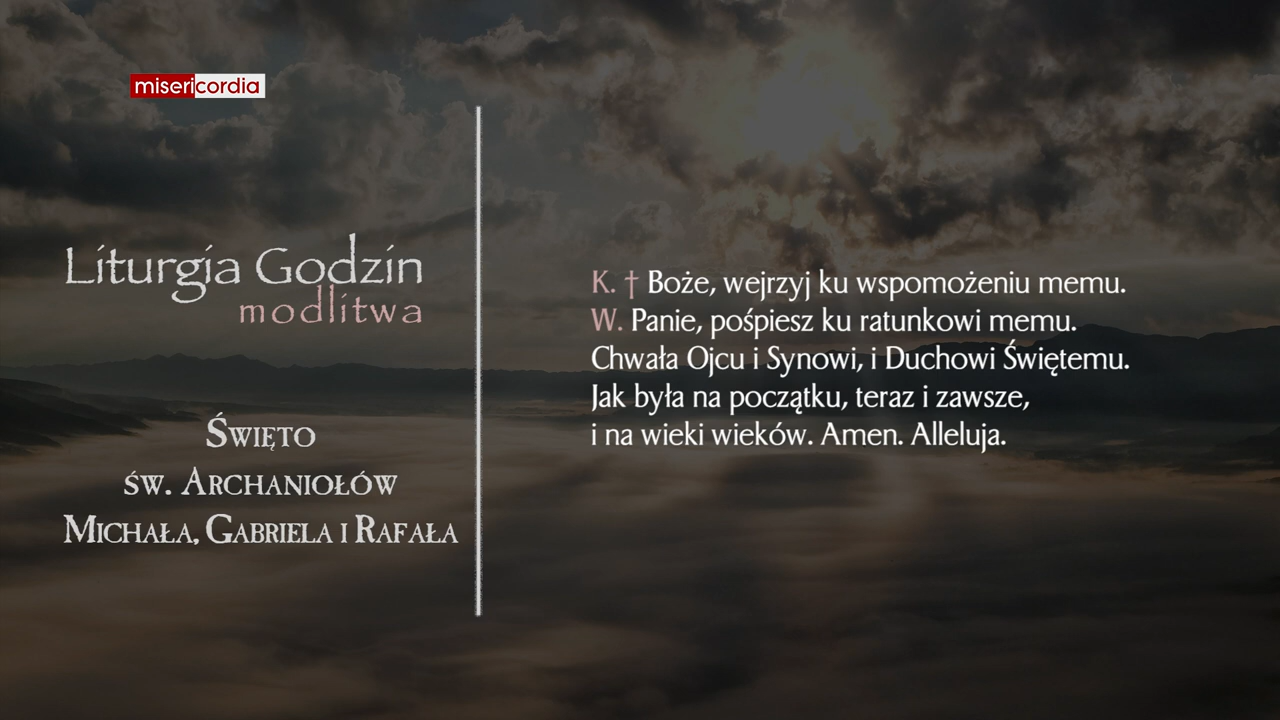 misericordia
Liturgia Godzin
modlitwa
Święto
św. Archaniołów
Michała, Gabriela i Rafała
K. † Boże, wejrzyj ku wspomożeniu memu.
W. Panie, pośpiesz ku ratunkowi memu.
Chwała Ojcu i Synowi, i Duchowi Świętemu.
Jak była na początku, teraz i zawsze,
i na wieki wieków. Amen. Alleluja.